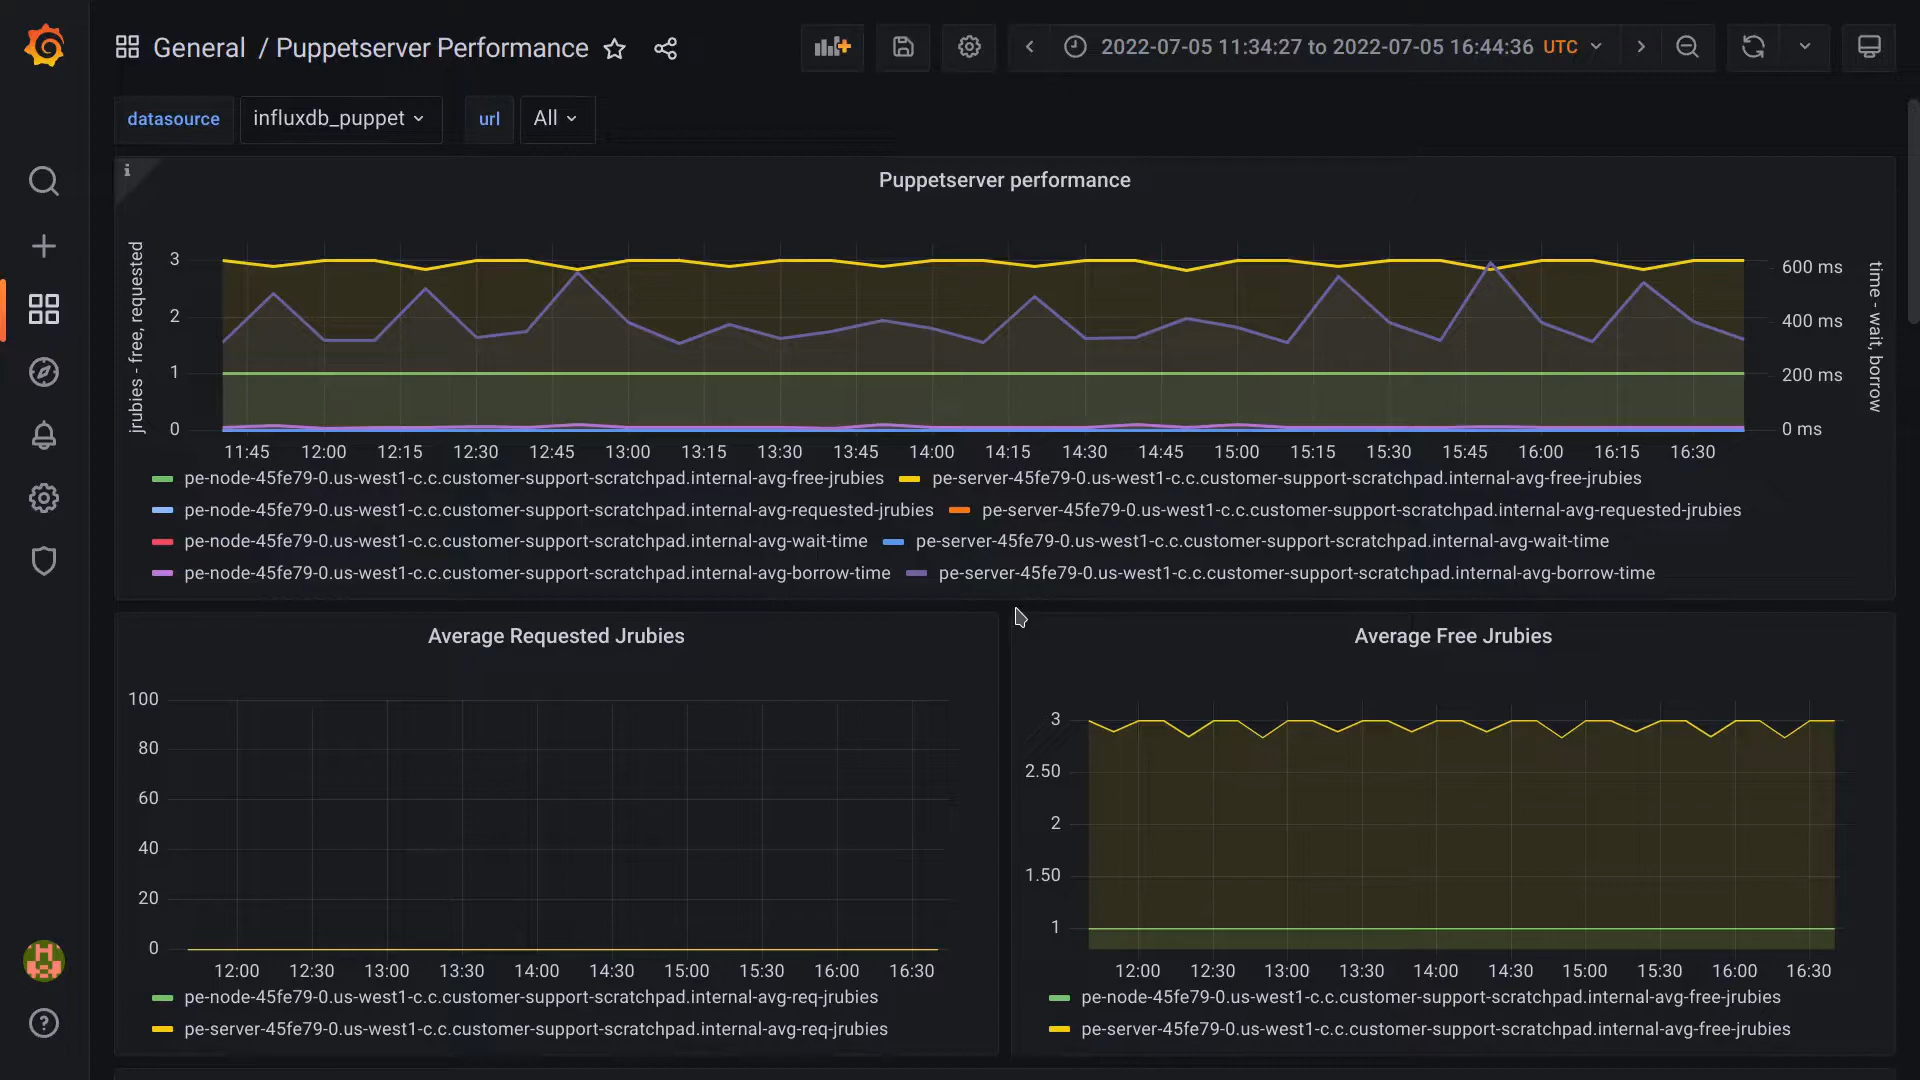 General / Puppetserver Performance
2022-07-05 11:34:27 to 2022-07-05 16:44:36 UTC
datasource influxdb_puppet url All
i
Puppetserver performance
jrubies - free, requested
3
2
1
0
600 ms
400 ms
200 ms
0 ms
time - wait, borrow
11:45 12:00 12:15 12:30 12:45 13:00 13:15 13:30 13:45 14:00 14:15 14:30 14:45 15:00 15:15 15:30 15:45 16:00 16:15 16:30
pe-node-45fe79-0.us-west1-c.c.customer-support-scratchpad.internal-avg-free-jrubies pe-server-45fe79-0.us-west1-c.c.customer-support-scratchpad.internal-avg-free-jrubies
pe-node-45fe79-0.us-west1-c.c.customer-support-scratchpad.internal-avg-requested-jrubies pe-server-45fe79-0.us-west1-c.c.customer-support-scratchpad.internal-avg-requested-jrubies
pe-node-45fe79-0.us-west1-c.c.customer-support-scratchpad.internal-avg-wait-time pe-server-45fe79-0.us-west1-c.c.customer-support-scratchpad.internal-avg-wait-time
pe-node-45fe79-0.us-west1-c.c.customer-support-scratchpad.internal-avg-borrow-time pe-server-45fe79-0.us-west1-c.c.customer-support-scratchpad.internal-avg-borrow-time
Average Requested Jrubies
100
80
60
40
20
0
12:00 12:30 13:00 13:30 14:00 14:30 15:00 15:30 16:00 16:30
pe-node-45fe79-0.us-west1-c.c.customer-support-scratchpad.internal-avg-req-jrubies
pe-server-45fe79-0.us-west1-c.c.customer-support-scratchpad.internal-avg-req-jrubies
Average Free Jrubies
3
2.50
2
1.50
1
12:00 12:30 13:00 13:30 14:00 14:30 15:00 15:30 16:00 16:30
pe-node-45fe79-0.us-west1-c.c.customer-support-scratchpad.internal-avg-free-jrubies
pe-server-45fe79-0.us-west1-c.c.customer-support-scratchpad.internal-avg-free-jrubies